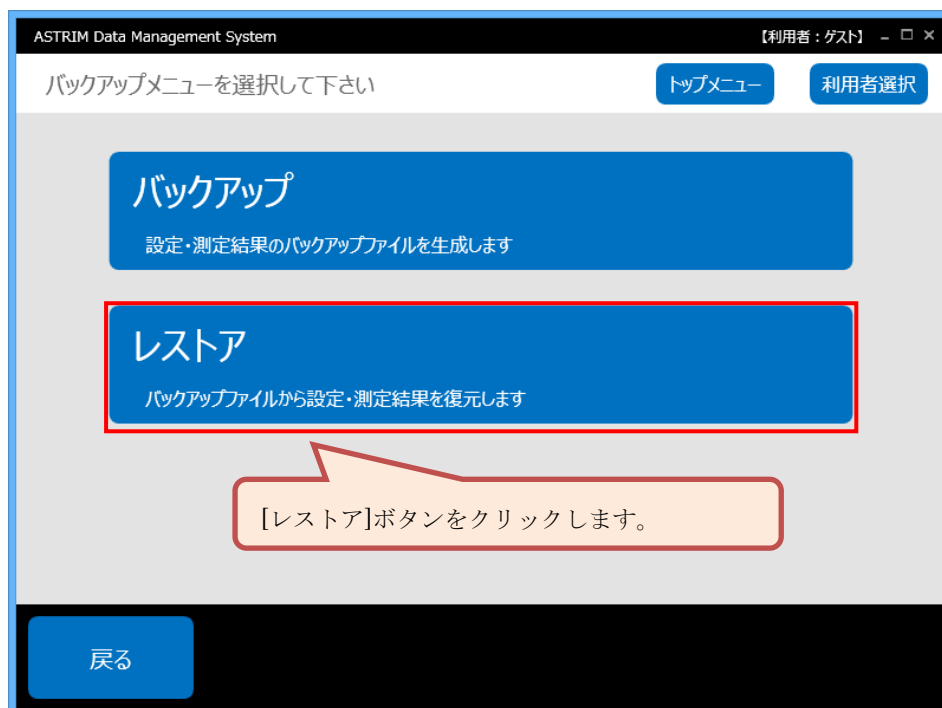 ASTRIM Data Management System
【利用者：ゲスト】
バックアップメニューを選択して下さい
トップメニュー
利用者選択
バックアップ
設定・測定結果のバックアップファイルを生成します
レストア
バックアップファイルから設定・測定結果を復元します
[レストア]ボタンをクリックします。
戻る